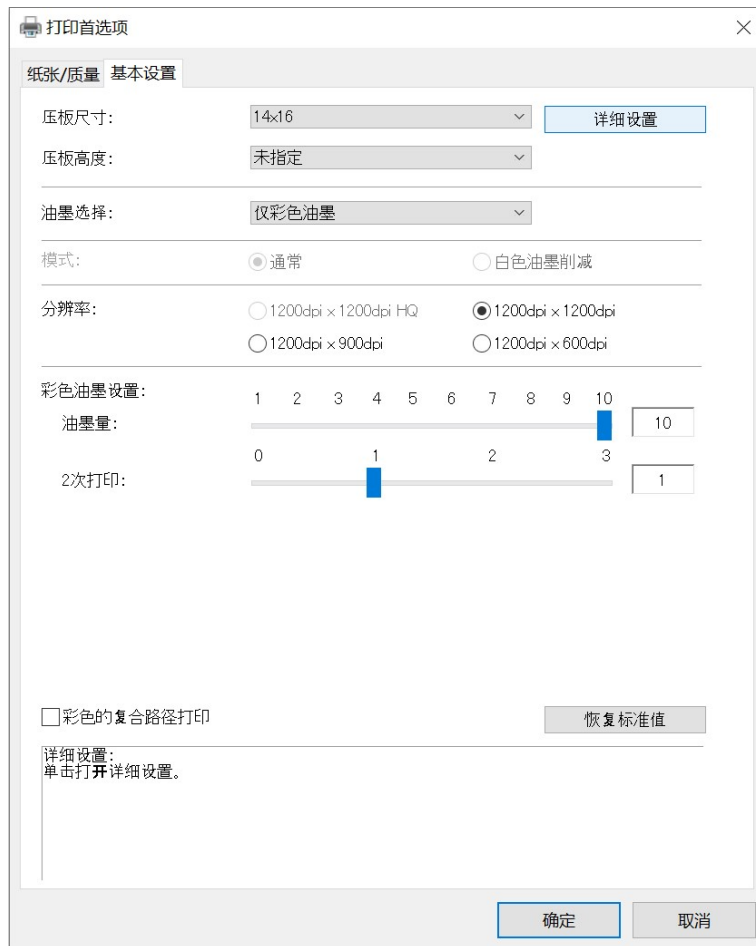 打印首选项
纸张/质量 基本设置
压板尺寸: 14x16 详细设置
压板高度: 未指定
油墨选择: 仅彩色油墨
模式: 通常 白色油墨削减
分辨率: 1200dpi x 1200dpi HQ 1200dpi x 1200dpi
1200dpi x 900dpi 1200dpi x 600dpi
彩色油墨设置: 1 2 3 4 5 6 7 8 9 10
油墨量: 10
0 1 2 3
2次打印: 1
彩色的复合路径打印 恢复标准值
详细设置:
单击打开详细设置。
确定 取消